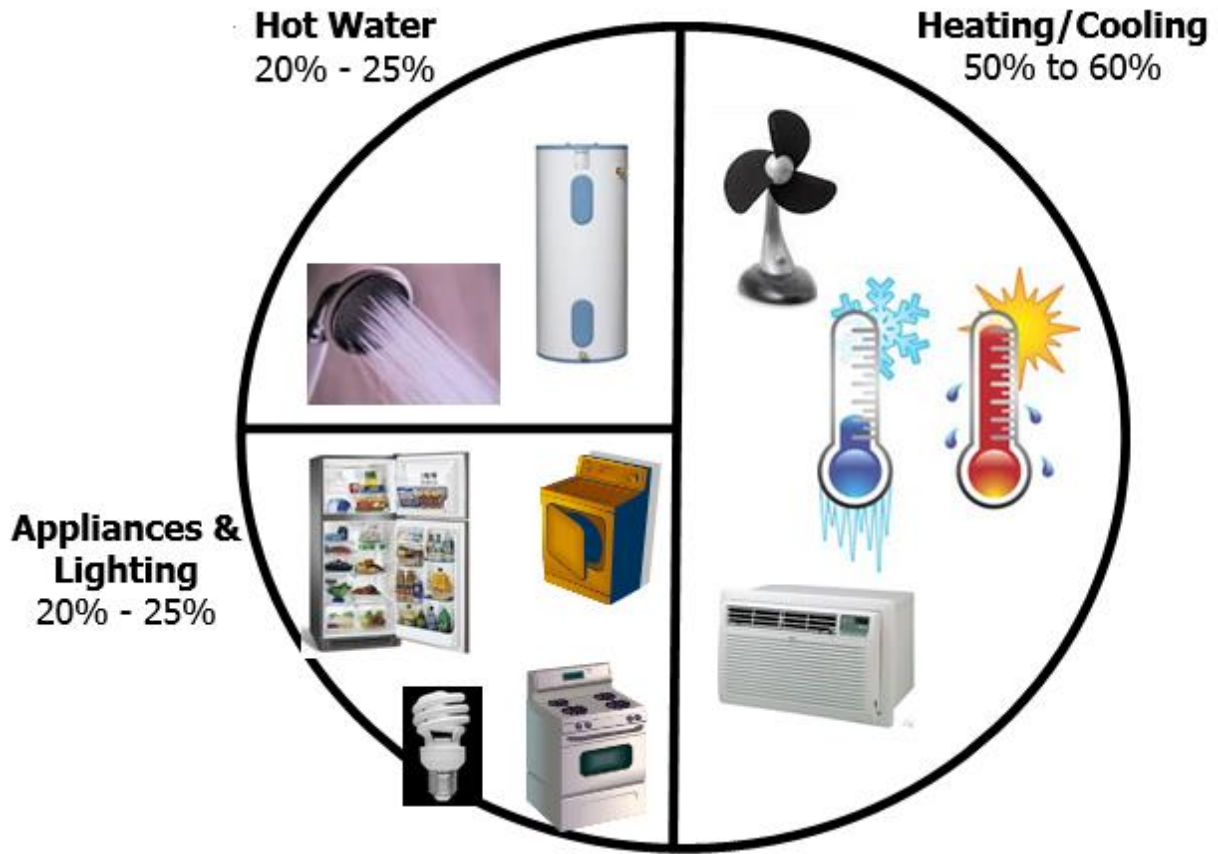 Hot Water
20% - 25%
Heating/Cooling
50% to 60%
Appliances &
Lighting
20% - 25%